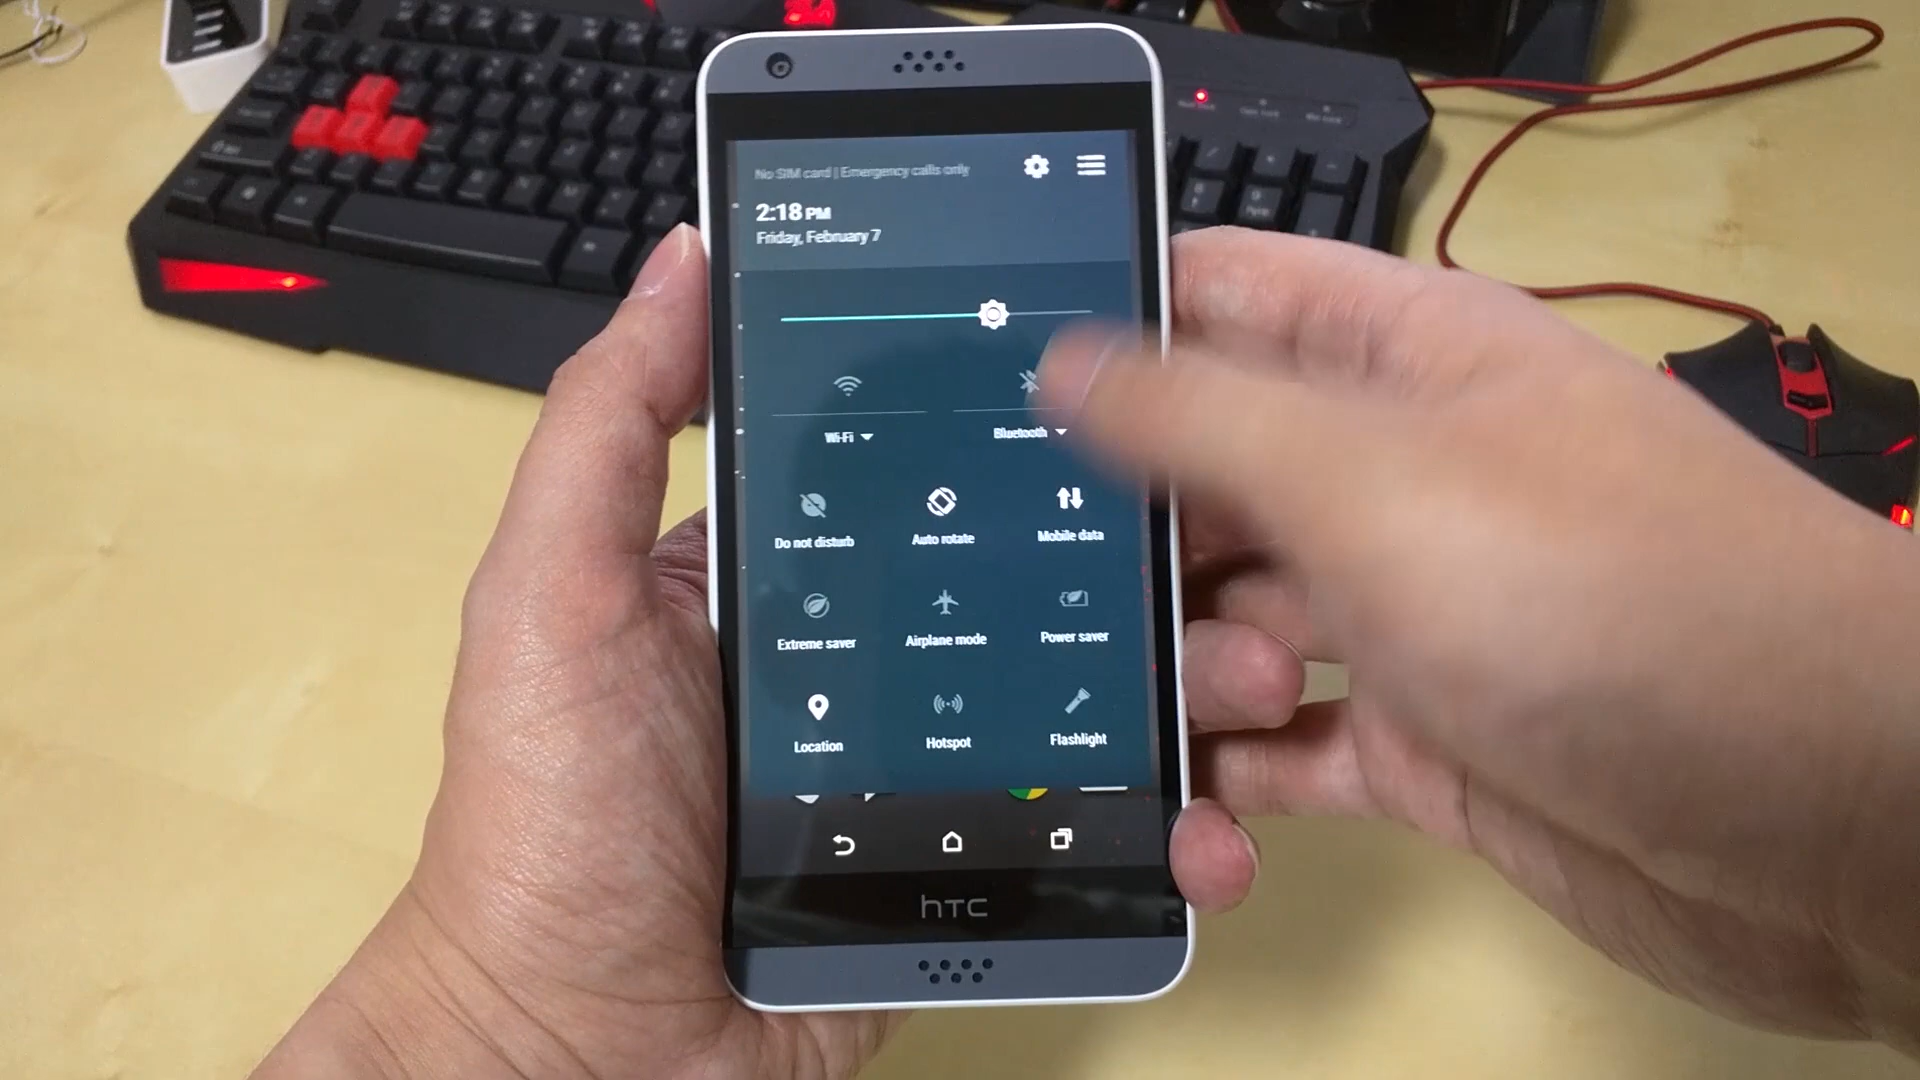 No SIM card | Emergency calls only
2:18 PM
Friday, February 7
Wi-Fi
Bluetooth
Do not disturb
Auto rotate
Mobile data
Extreme saver
Airplane mode
Power saver
Location
Hotspot
Flashlight
hTC